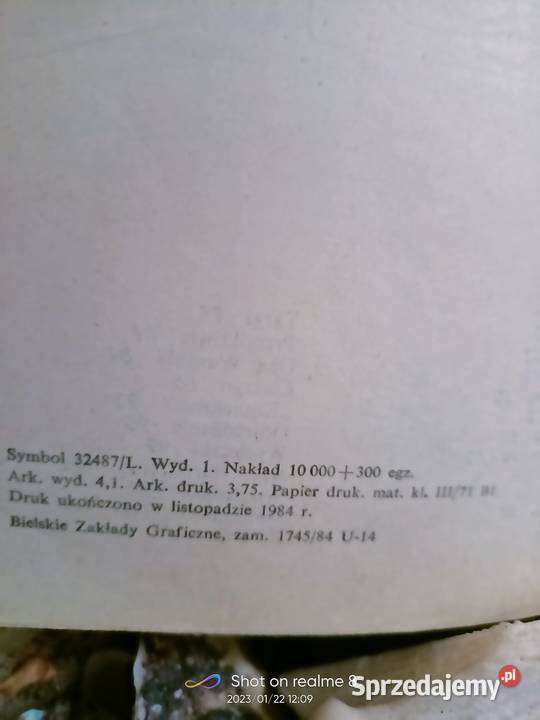 Symbol 32487/L. Wyd. 1. Nakład 10 000+300 egz.
Ark. wyd. 4,1. Ark. druk. 3,75. Papier druk. mat. kl. III/71
Druk ukończono w listopadzie 1984 r.
Bielskie Zakłady Graficzne, zam. 1745/84 U-14
Shot on realme 8
2023/01/22 12:09
Sprzedajemy.pl